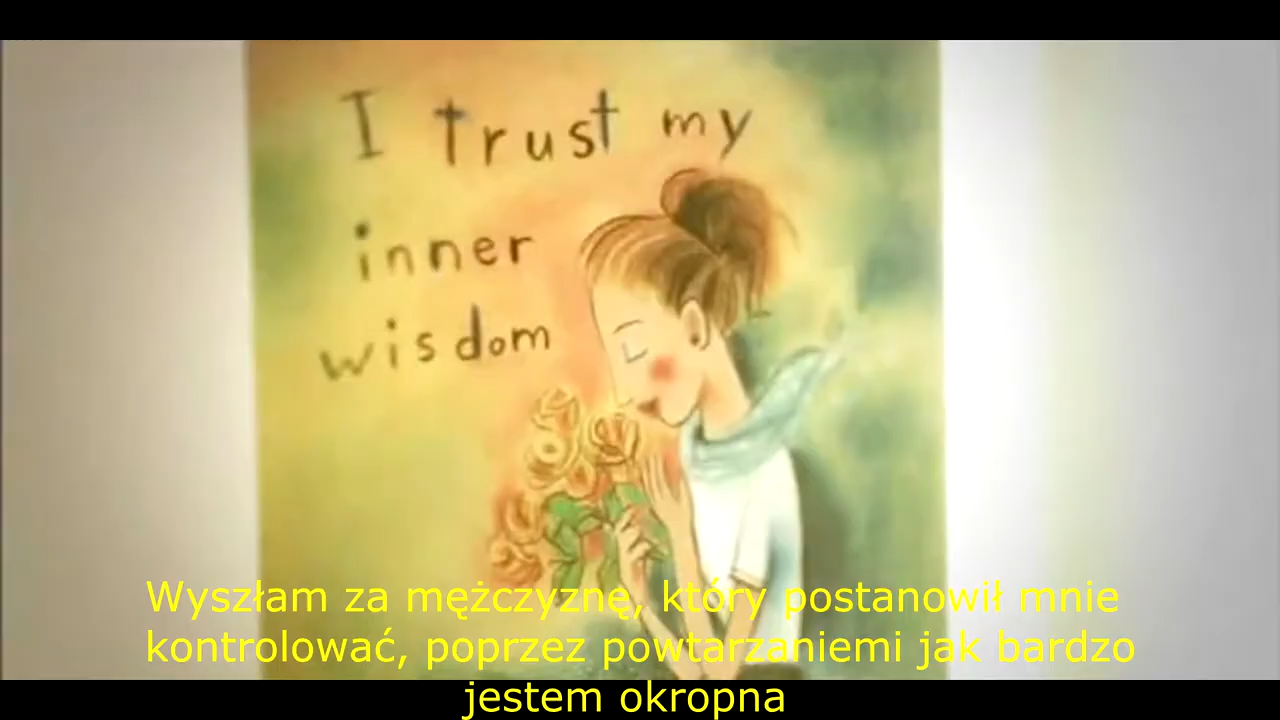 I trust my
inner
wisdom
Wyszłam za mężczyznę, który postanowił mnie
kontrolować, poprzez powtarzaniemi jak bardzo
jestem okropna